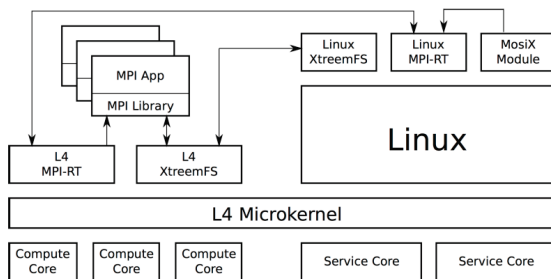 Linux
XtreemFS
Linux
MPI-RT
MosiX
Module
MPI App
MPI Library
L4
MPI-RT
L4
XtreemFS
Linux
L4 Microkernel
Compute
Core
Compute
Core
Compute
Core
Service Core
Service Core